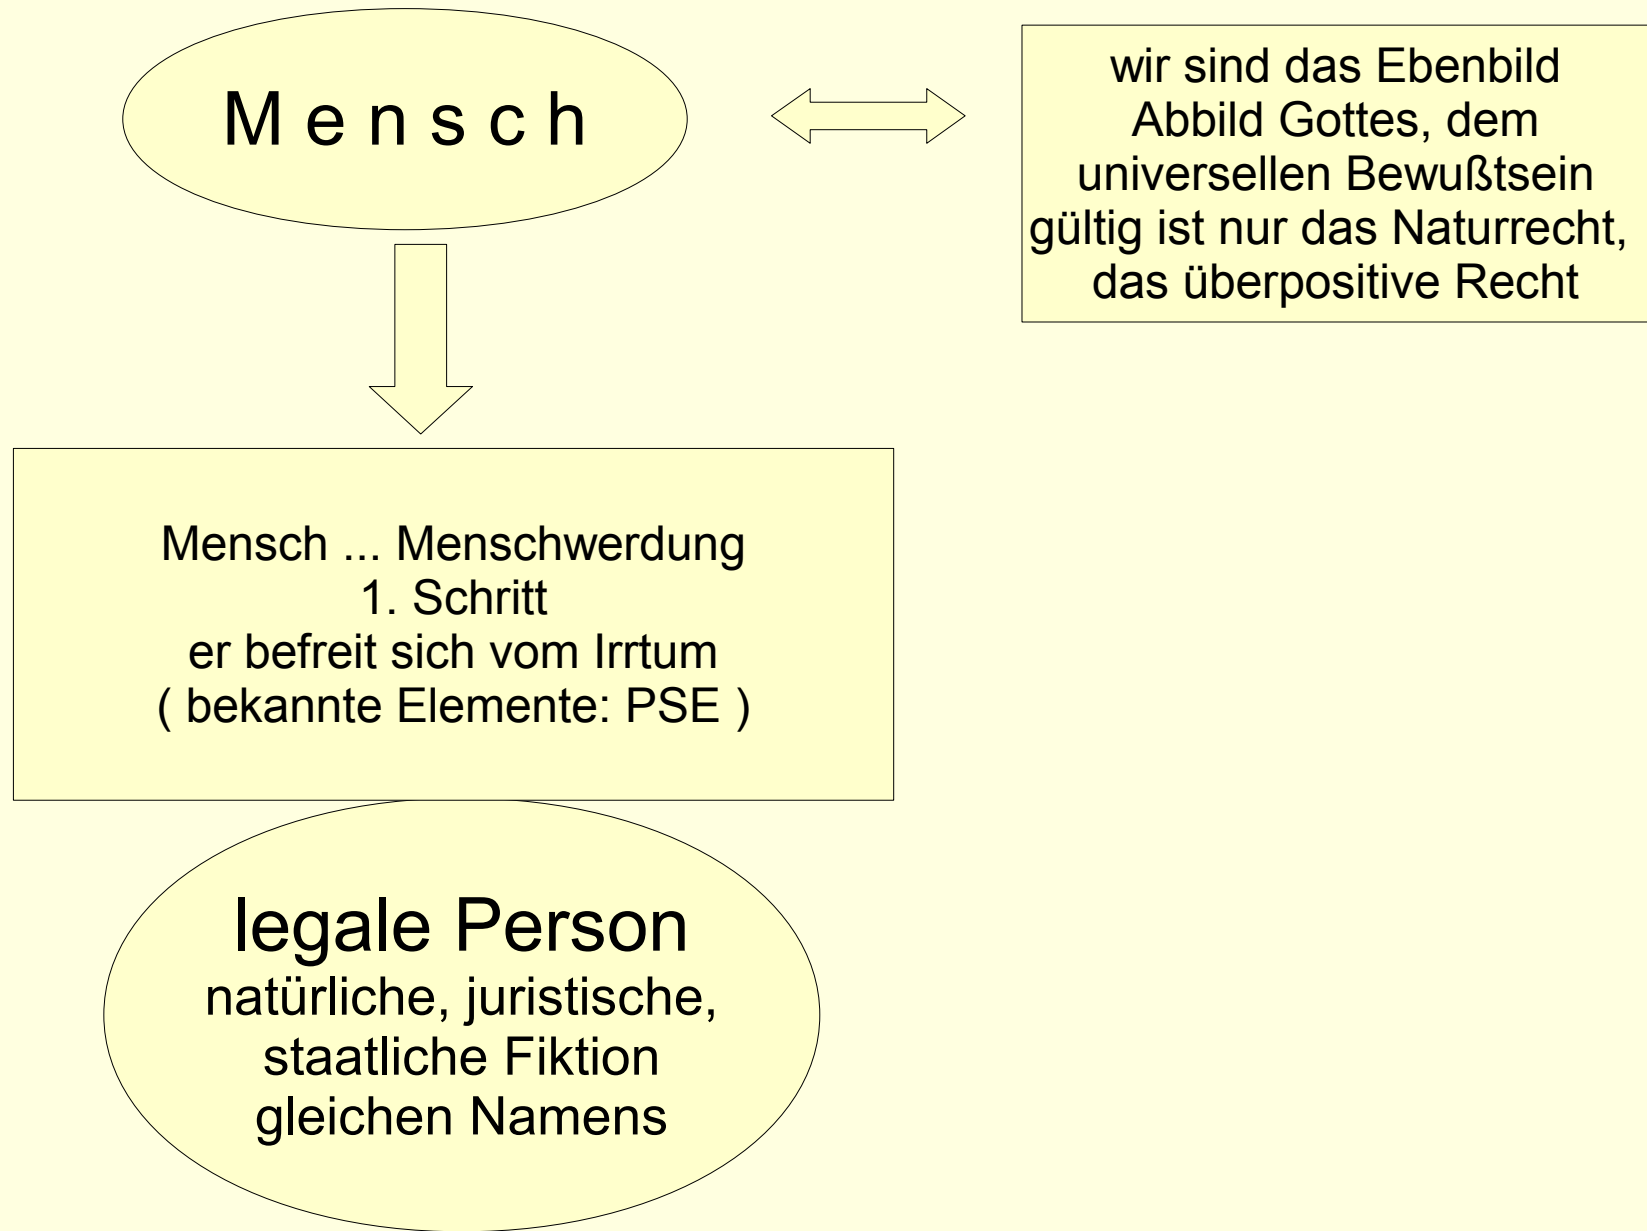 M e n s c h
wir sind das Ebenbild
Abbild Gottes, dem
universellen Bewußtsein
gültig ist nur das Naturrecht,
das überpositive Recht
Mensch ... Menschwerdung
1. Schritt
er befreit sich vom Irrtum
( bekannte Elemente: PSE )
legale Person
natürliche, juristische,
staatliche Fiktion
gleichen Namens